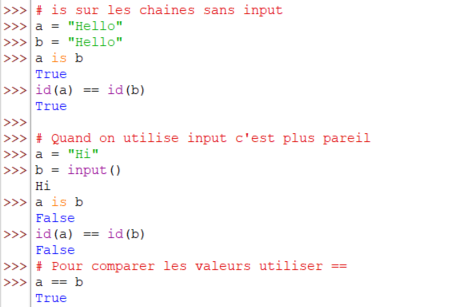 >>> # is sur les chaines sans input
>>> a = "Hello"
>>> b = "Hello"
>>> a is b
True
>>> id(a) == id(b)
True
>>>
>>> # Quand on utilise input c'est plus pareil
>>> a = "Hi"
>>> b = input()
Hi
>>> a is b
False
>>> id(a) == id(b)
False
>>> # Pour comparer les valeurs utiliser ==
>>> a == b
True